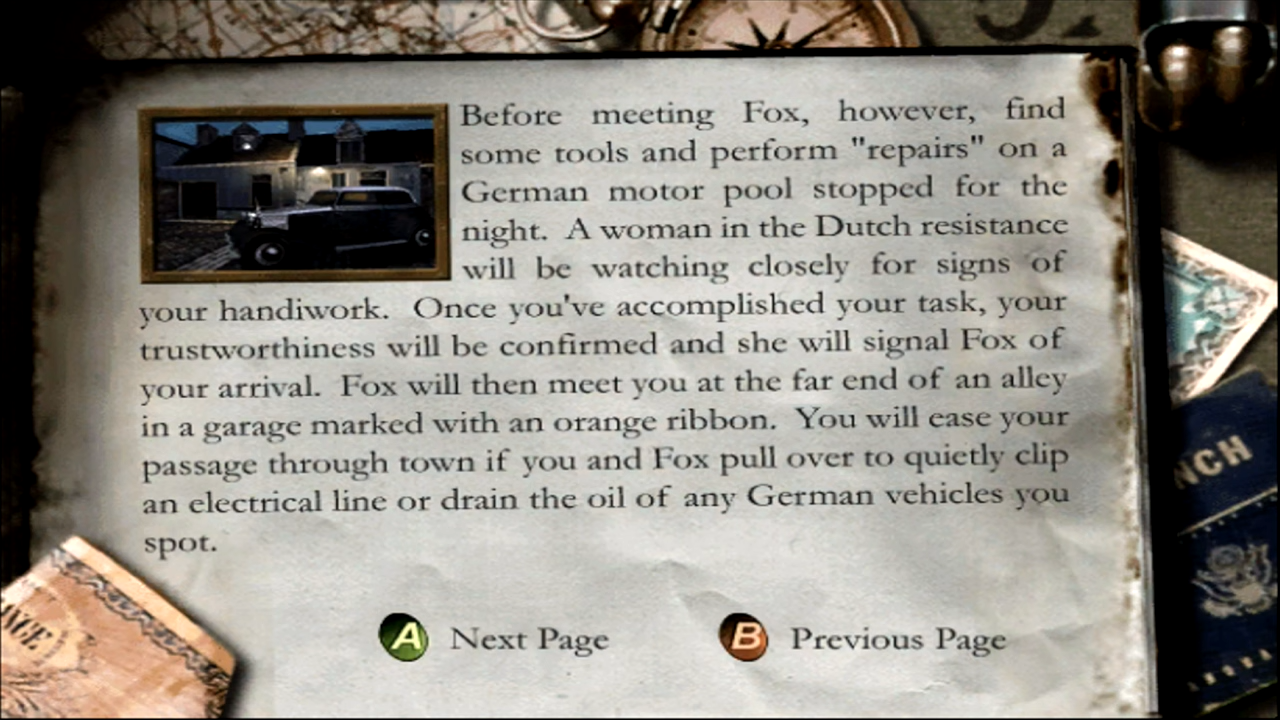 Before meeting Fox, however, find
some tools and perform "repairs" on a
German motor pool stopped for the
night. A woman in the Dutch resistance
will be watching closely for signs of
your handiwork. Once you've accomplished your task, your
trustworthiness will be confirmed and she will signal Fox of
your arrival. Fox will then meet you at the far end of an alley
in a garage marked with an orange ribbon. You will ease your
passage through town if you and Fox pull over to quietly clip
an electrical line or drain the oil of any German vehicles you
spot.
A Next Page
B Previous Page